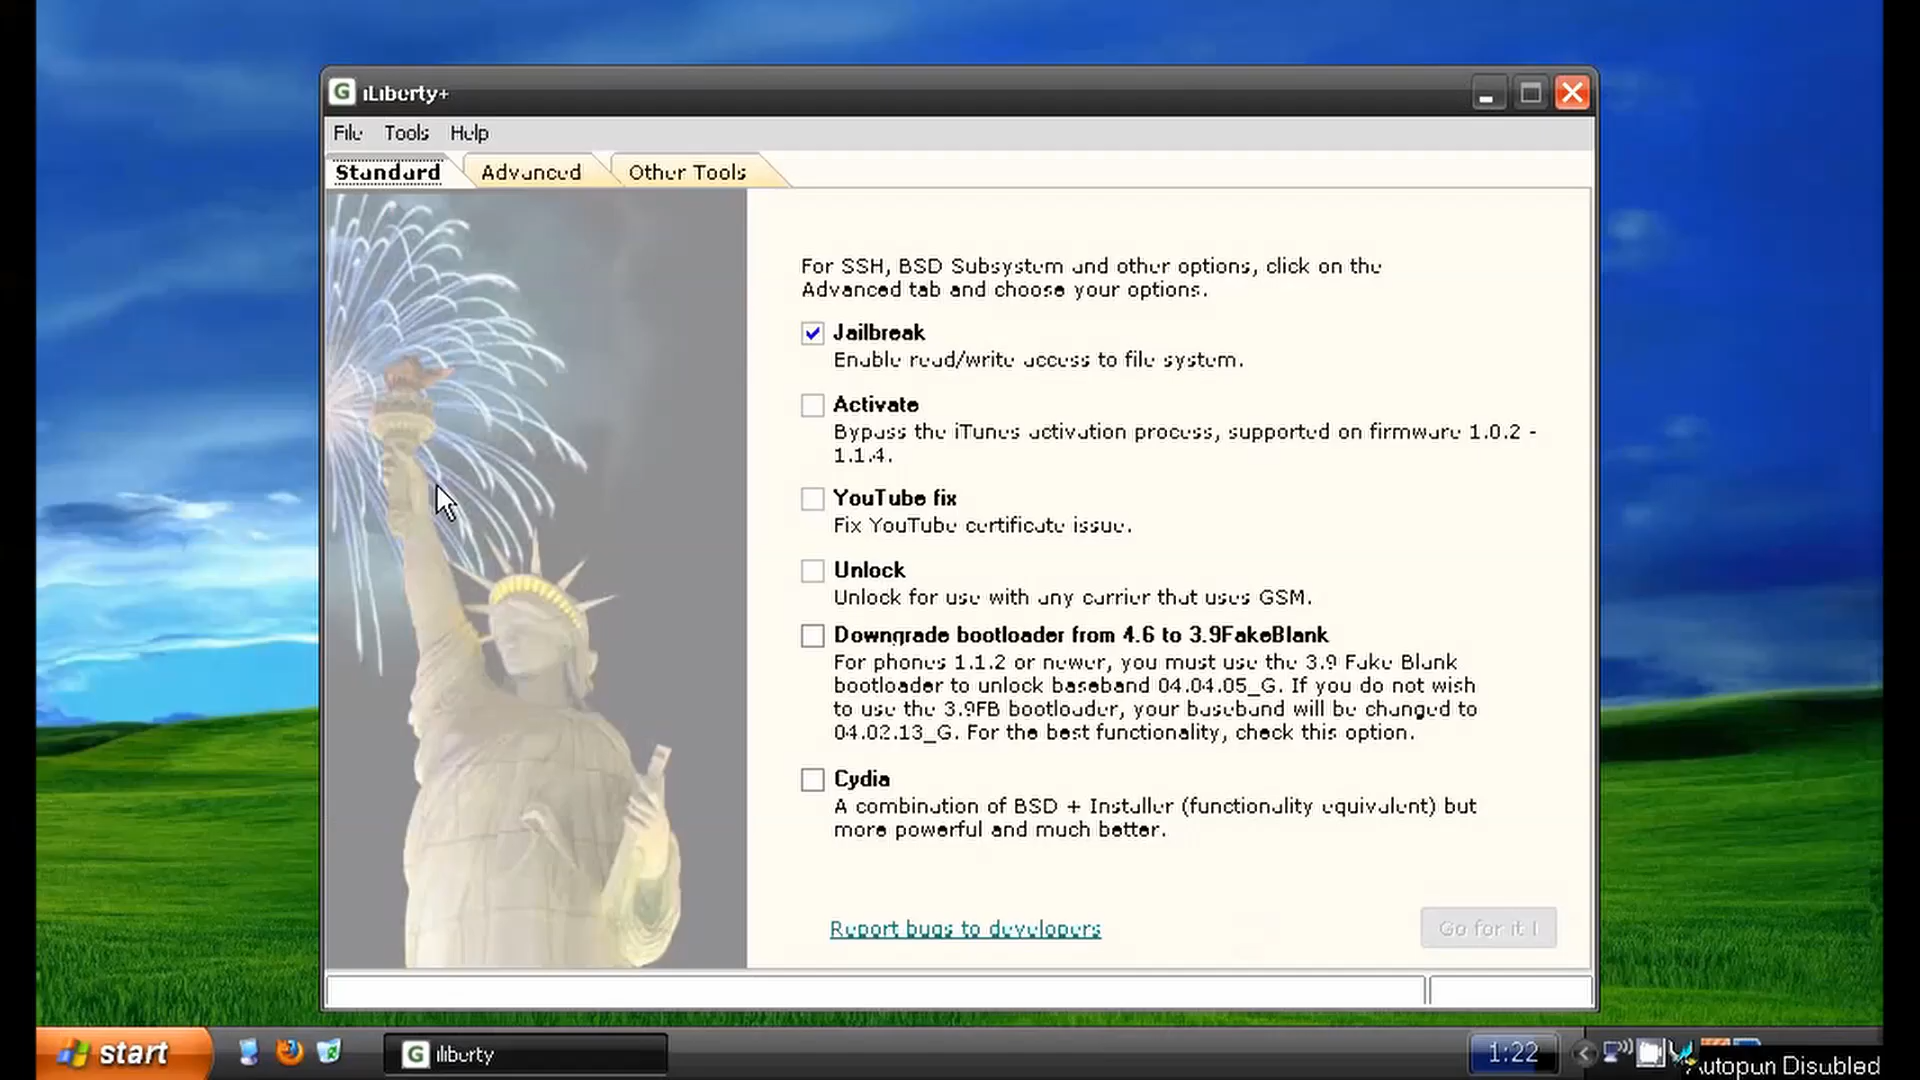 iLiberty+
File Tools Help
Standard Advanced Other Tools
For SSH, BSD Subsystem and other options, click on the
Advanced tab and choose your options.
Jailbreak
Enable read/write access to file system.
Activate
Bypass the iTunes activation process, supported on firmware 1.0.2 -
1.1.4.
YouTube fix
Fix YouTube certificate issue.
Unlock
Unlock for use with any carrier that uses GSM.
Downgrade bootloader from 4.6 to 3.9FakeBlank
For phones 1.1.2 or newer, you must use the 3.9 Fake Blank
bootloader to unlock baseband 04.04.05_G. If you do not wish
to use the 3.9FB bootloader, your baseband will be changed to
04.02.13_G. For the best functionality, check this option.
Cydia
A combination of BSD + Installer (functionality equivalent) but
more powerful and much better.
Report bugs to developers
Go for it !
start
iliberty
1:22
Disabled